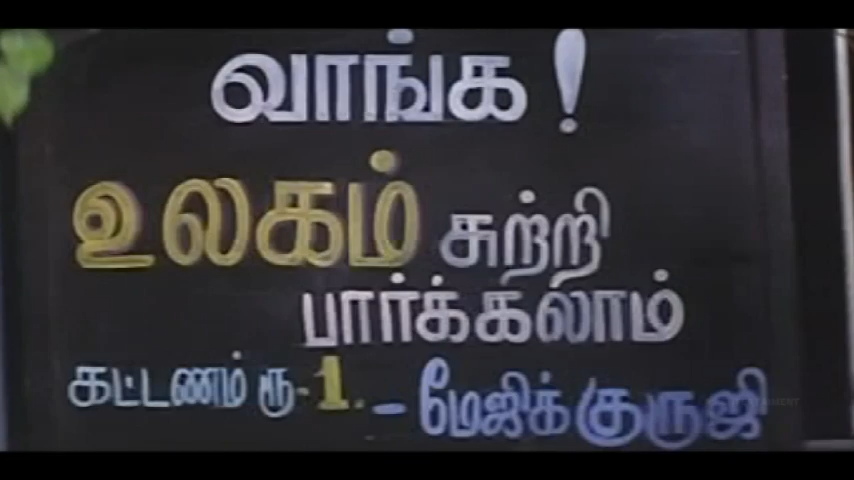 வாங்க !
உலகம் சுற்றி
பார்க்கலாம்
கட்டணம் ரூ-1. - மேஜிக் குருஜி